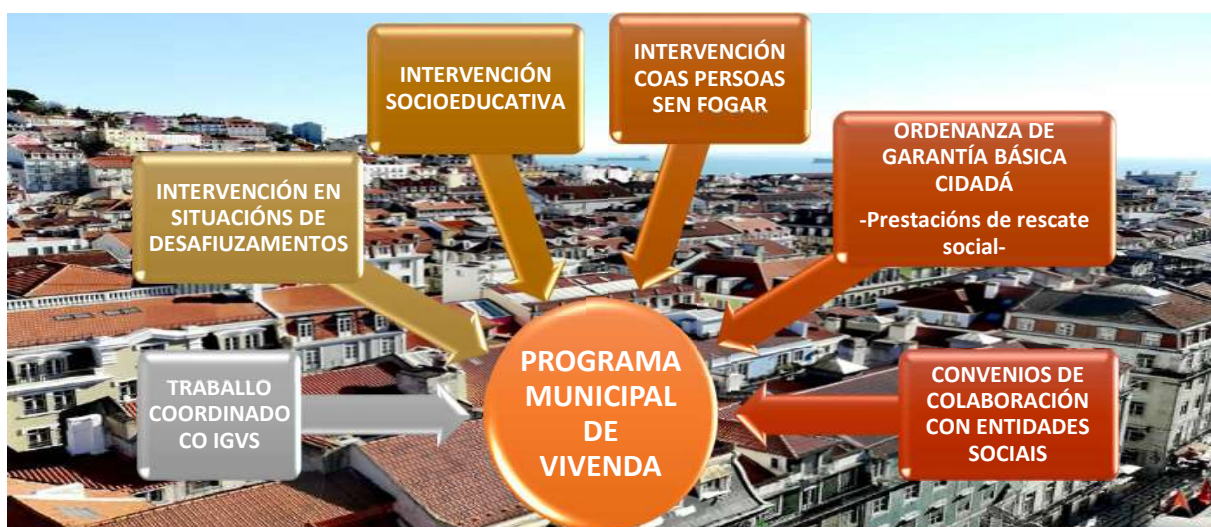 INTERVENCIÓN
SOCIOEDUCATIVA
INTERVENCIÓN
COAS PERSOAS
SEN FOGAR
ORDENANZA DE
GARANTÍA BÁSICA
CIDADÁ
-Prestacións de rescate
social-
INTERVENCIÓN EN
SITUACIÓNS DE
DESAFIUZAMENTOS
TRABALLO
COORDINADO
CO IGVS
PROGRAMA
MUNICIPAL
DE
VIVENDA
CONVENIOS DE
COLABORACIÓN
CON ENTIDADES
SOCIAIS